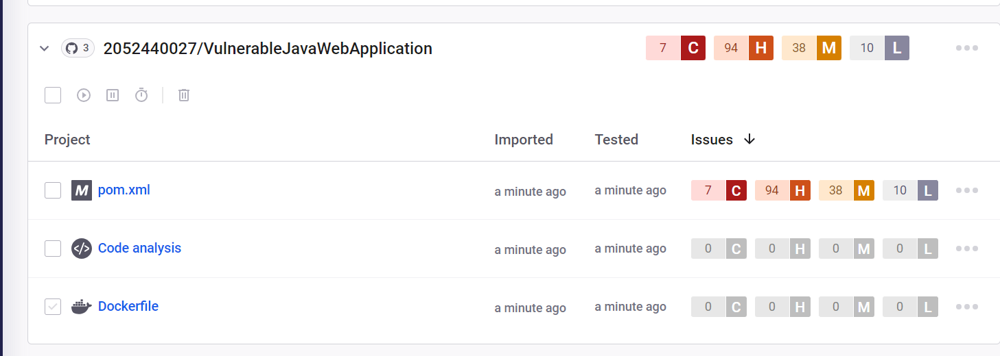 3 2052440027/VulnerableJavaWebApplication 7 C 94 H 38 M 10 L
Project Imported Tested Issues
M pom.xml a minute ago a minute ago 7 C 94 H 38 M 10 L
</> Code analysis a minute ago a minute ago 0 C 0 H 0 M 0 L
Dockerfile a minute ago a minute ago 0 C 0 H 0 M 0 L